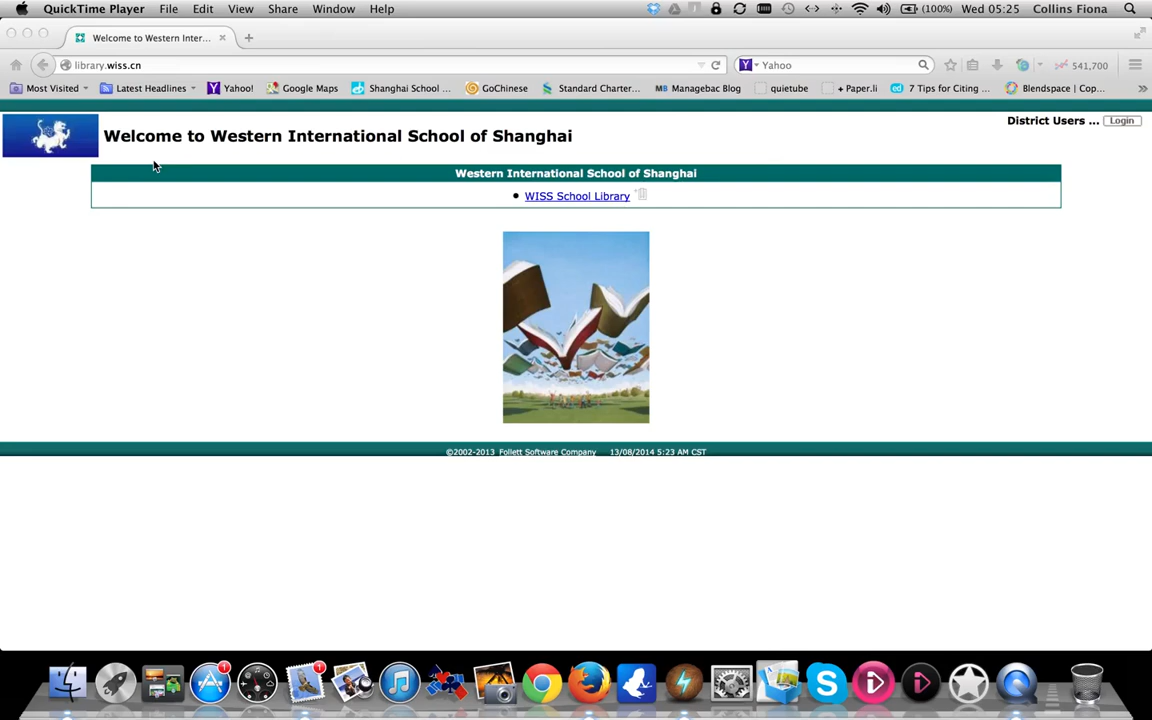 QuickTime Player File Edit View Share Window Help (100%) Wed 05:25 Collins Fiona
Welcome to Western Inter...
library.wiss.cn Yahoo 541,700
Most Visited Latest Headlines Yahoo! Google Maps Shanghai School ... GoChinese Standard Charter... MB Managebac Blog quietube + Paper.li 7 Tips for Citing ... Blendspace | Cop...
District Users ... Login
Welcome to Western International School of Shanghai
Western International School of Shanghai
WISS School Library
©2002-2013 Follett Software Company 13/08/2014 5:23 AM CST
1 1